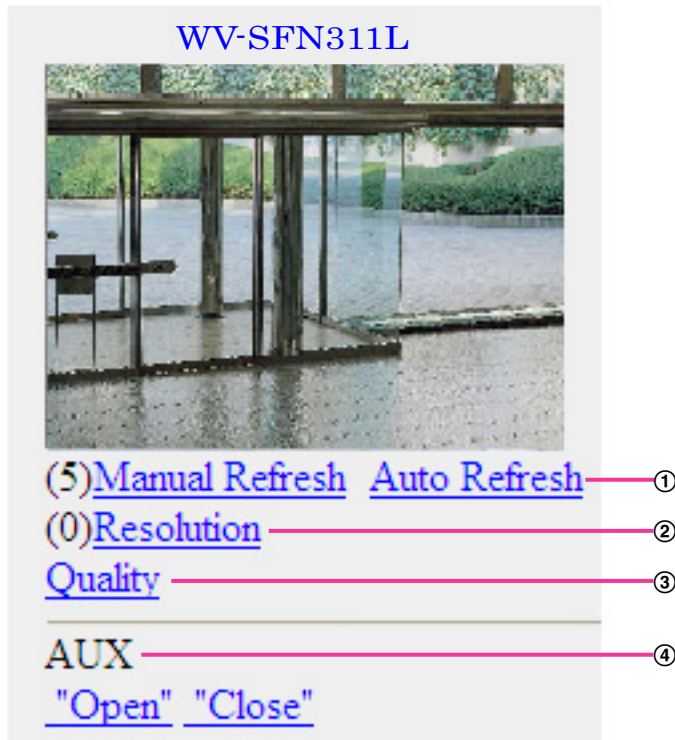 WV-SFN311L
(5)Manual Refresh Auto Refresh ①
(0)Resolution ②
Quality ③
AUX ④
"Open" "Close"